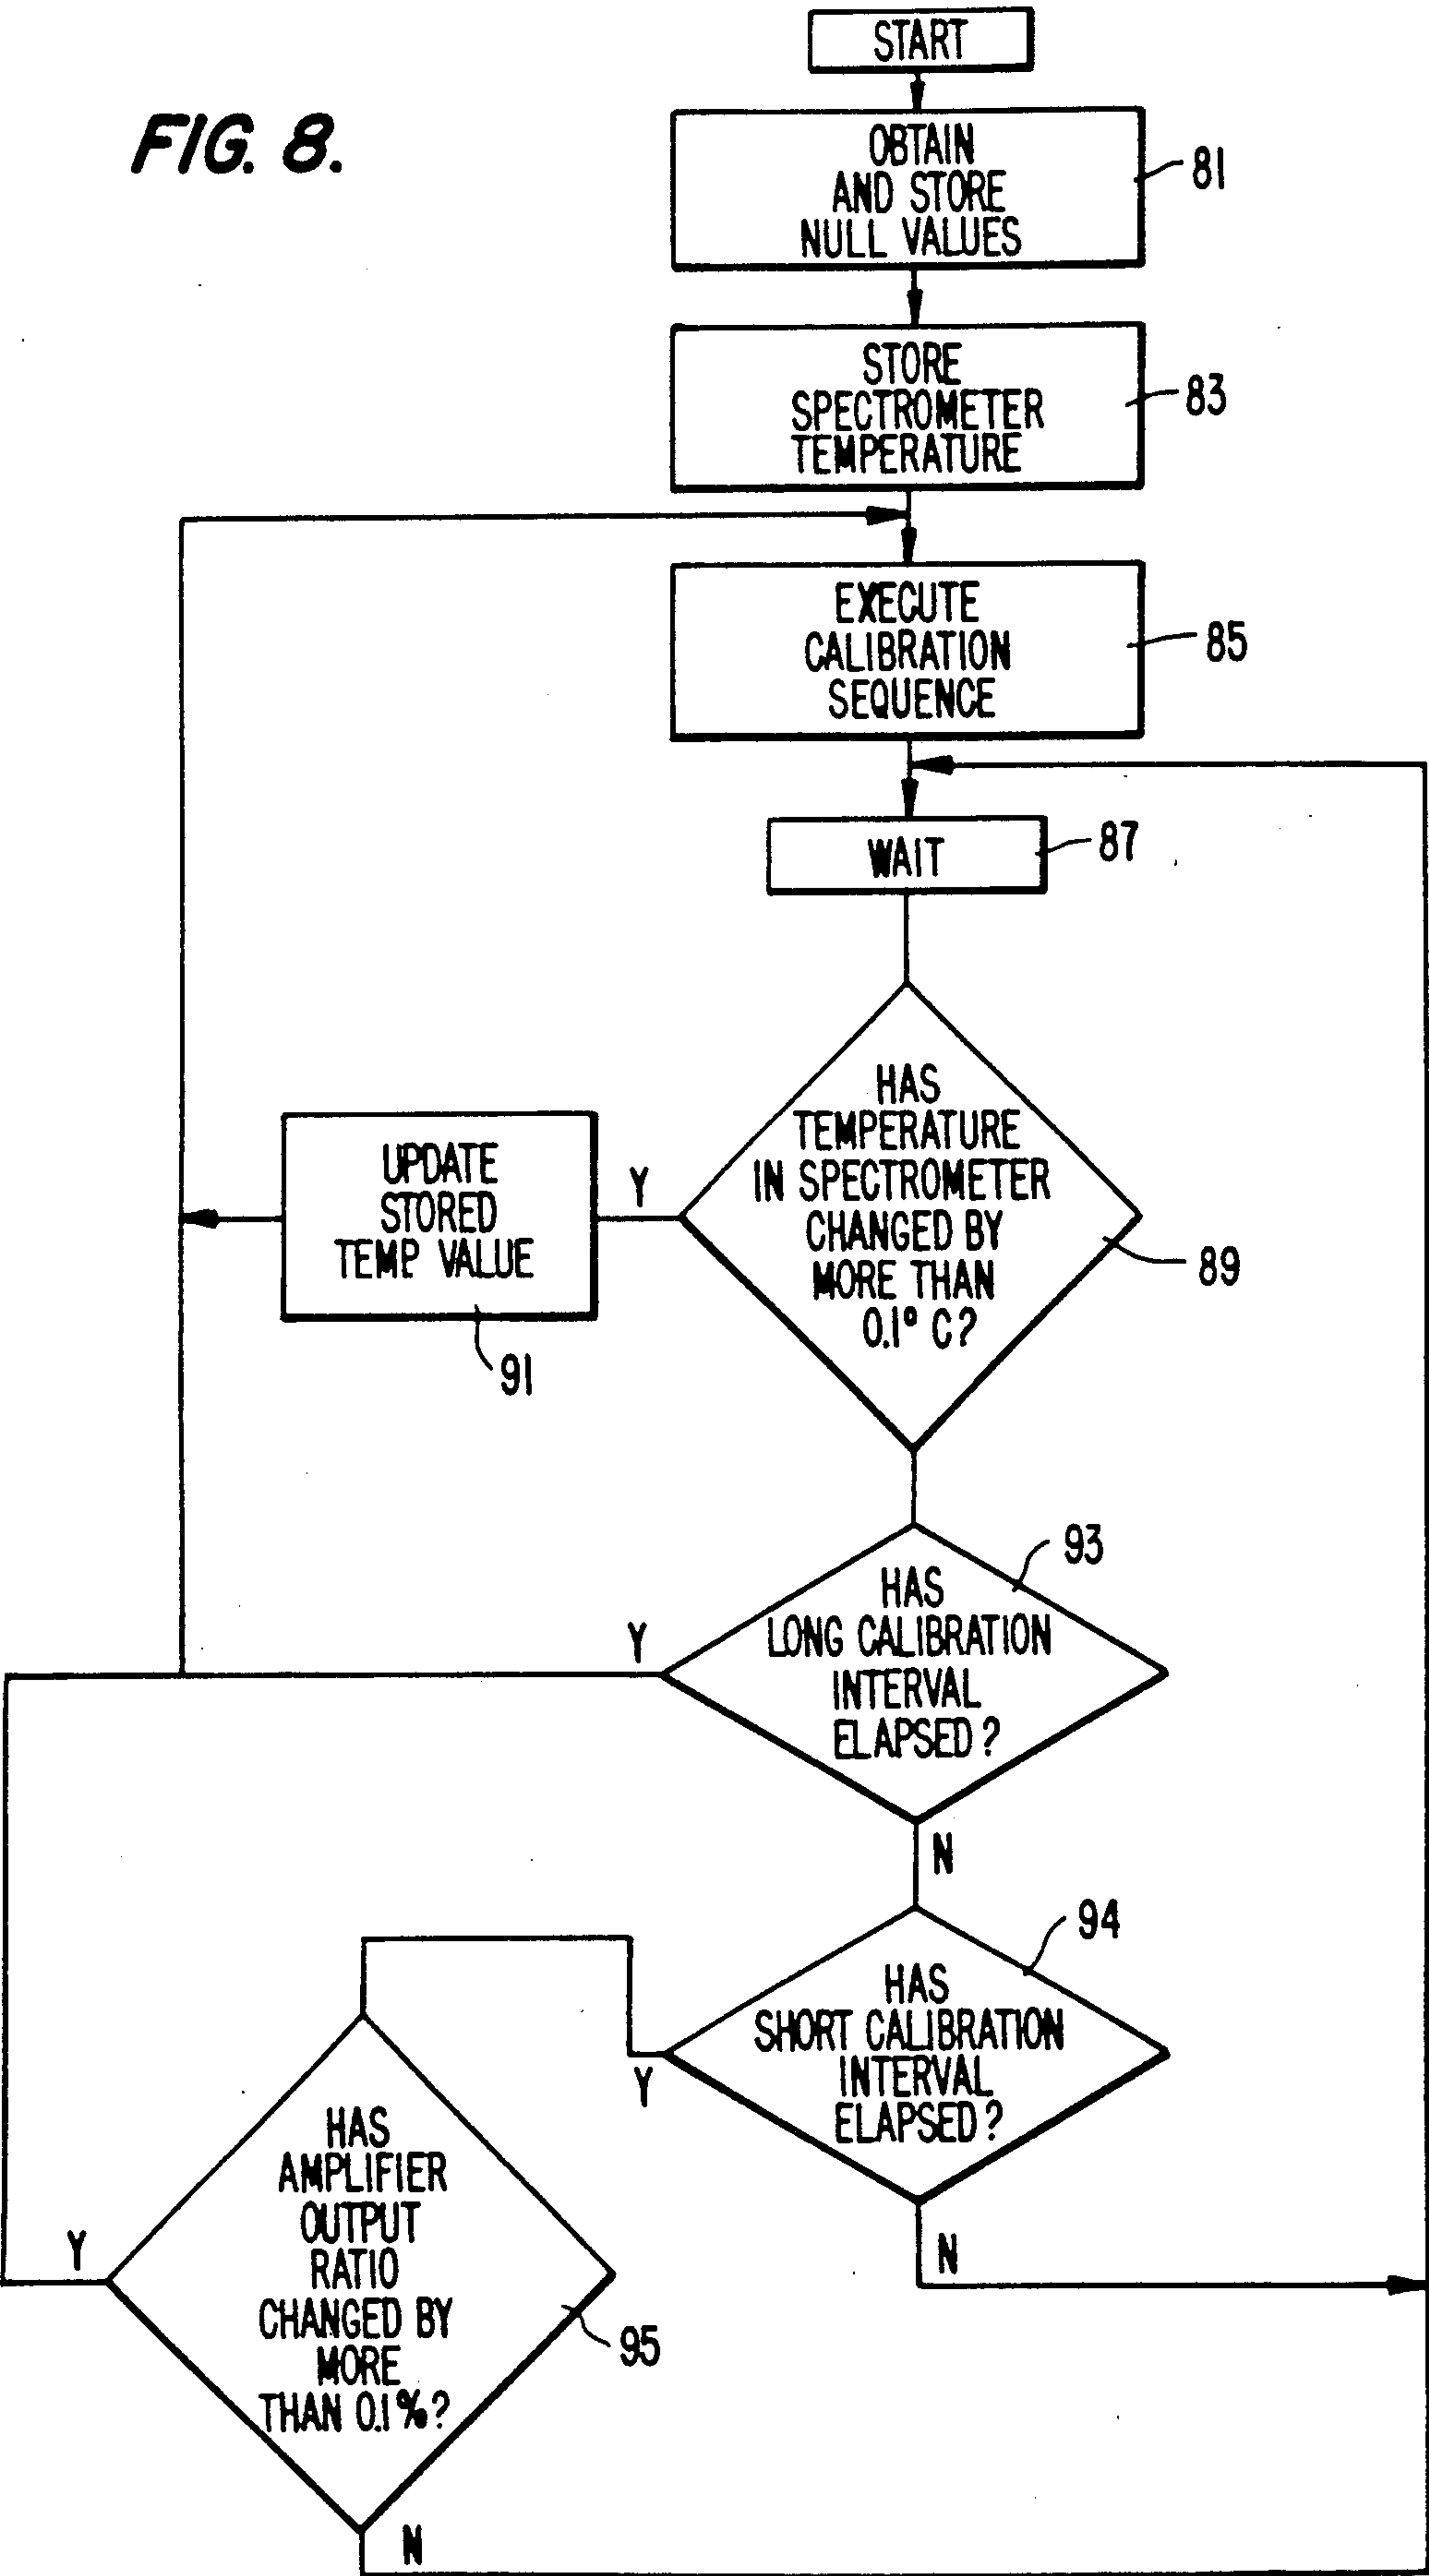 FIG. 8.
START
OBTAIN
AND STORE
NULL VALUES
81
STORE
SPECTROMETER
TEMPERATURE
83
EXECUTE
CALIBRATION
SEQUENCE
85
WAIT
87
HAS
TEMPERATURE
IN SPECTROMETER
CHANGED BY
MORE THAN
0.1° C?
89
Y
UPDATE
STORED
TEMP VALUE
91
HAS
LONG CALIBRATION
INTERVAL
ELAPSED?
93
Y
N
HAS
SHORT CALIBRATION
INTERVAL
ELAPSED?
94
Y
N
HAS
AMPLIFIER
OUTPUT
RATIO
CHANGED BY
MORE
THAN 0.1%?
95
Y
N